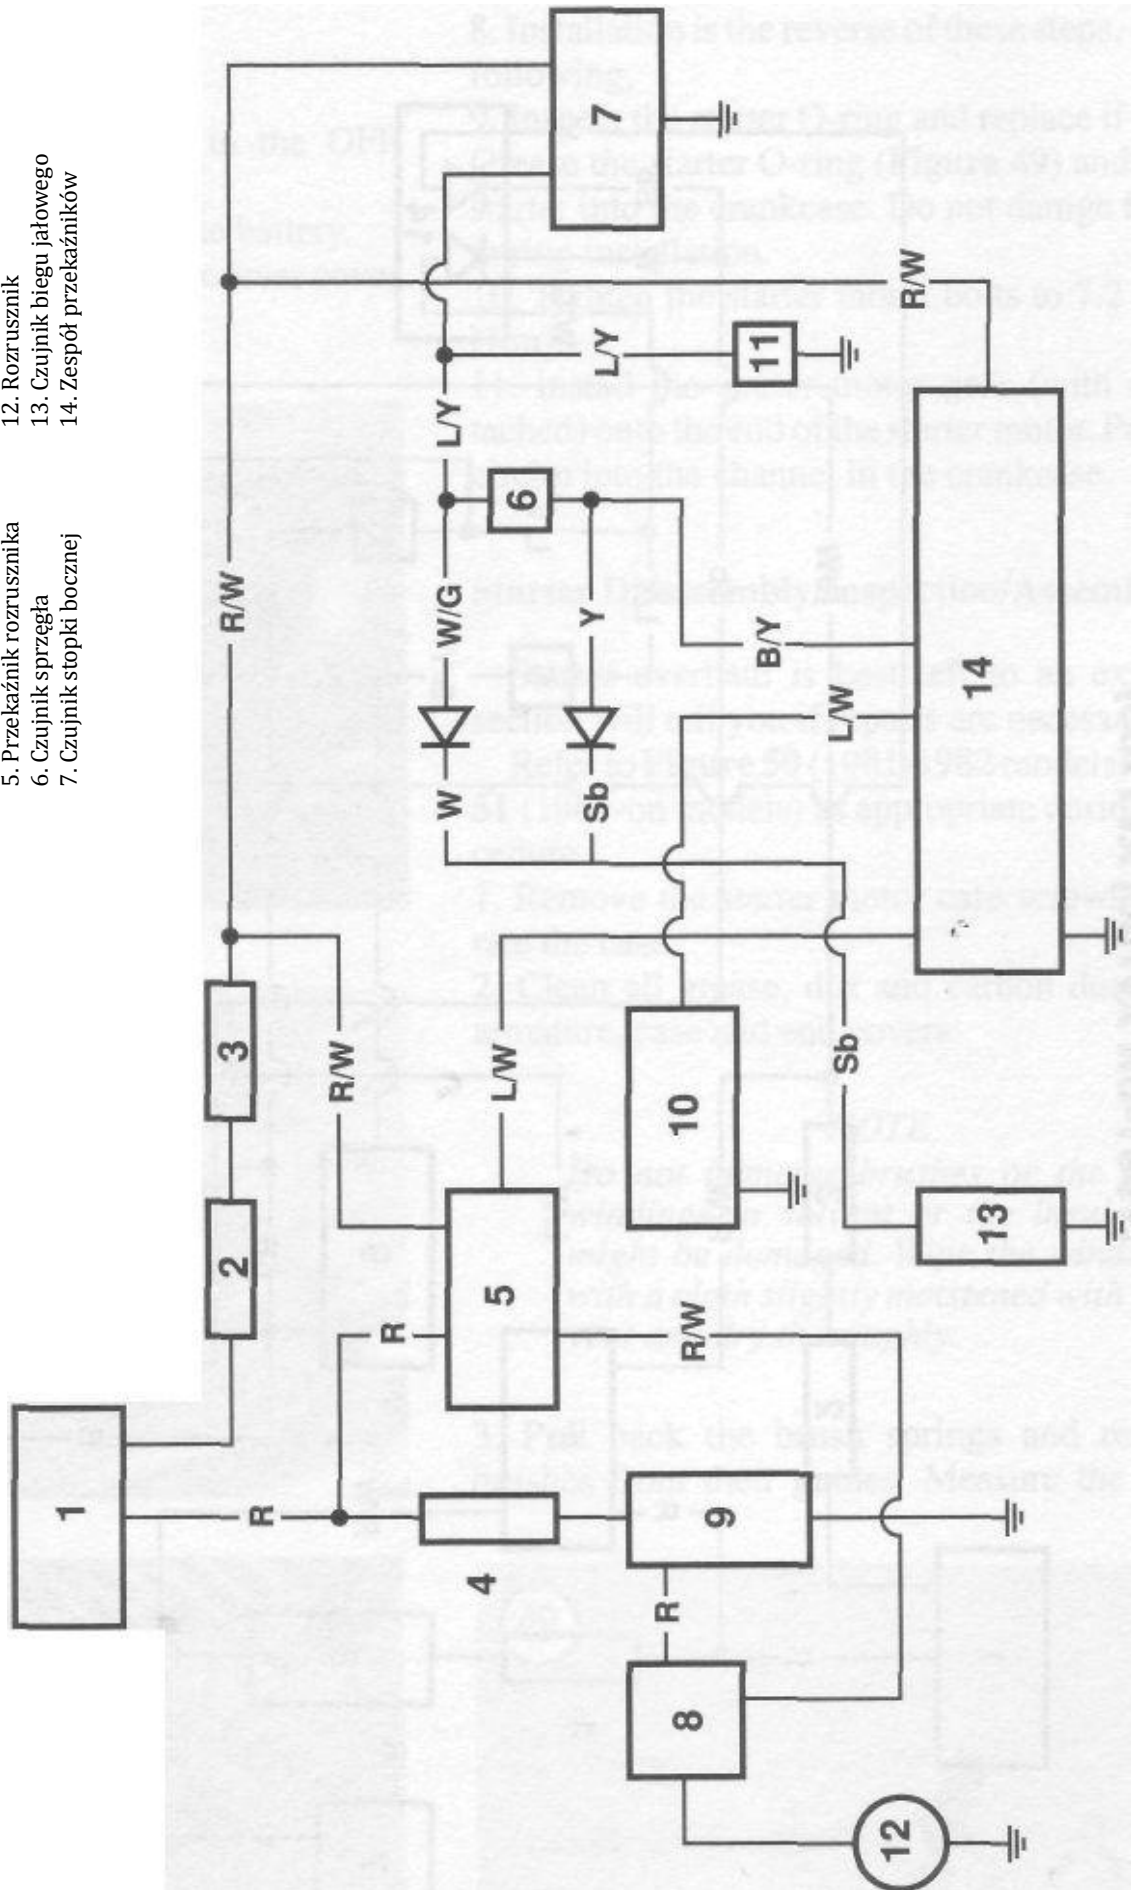 5. Przekaźnik rozrusznika
6. Czujnik sprzęgła
7. Czujnik stopki bocznej
12. Rozrusznik
13. Czujnik biegu jałowego
14. Zespół przekaźników
1
2
3
R/W
R
R/W
R
W
W/G
L/Y
4
5
L/W
6
Sb
Y
L/Y
7
R
8
R/W
10
9
B/Y
11
Sb
L/W
12
R/W
13
14